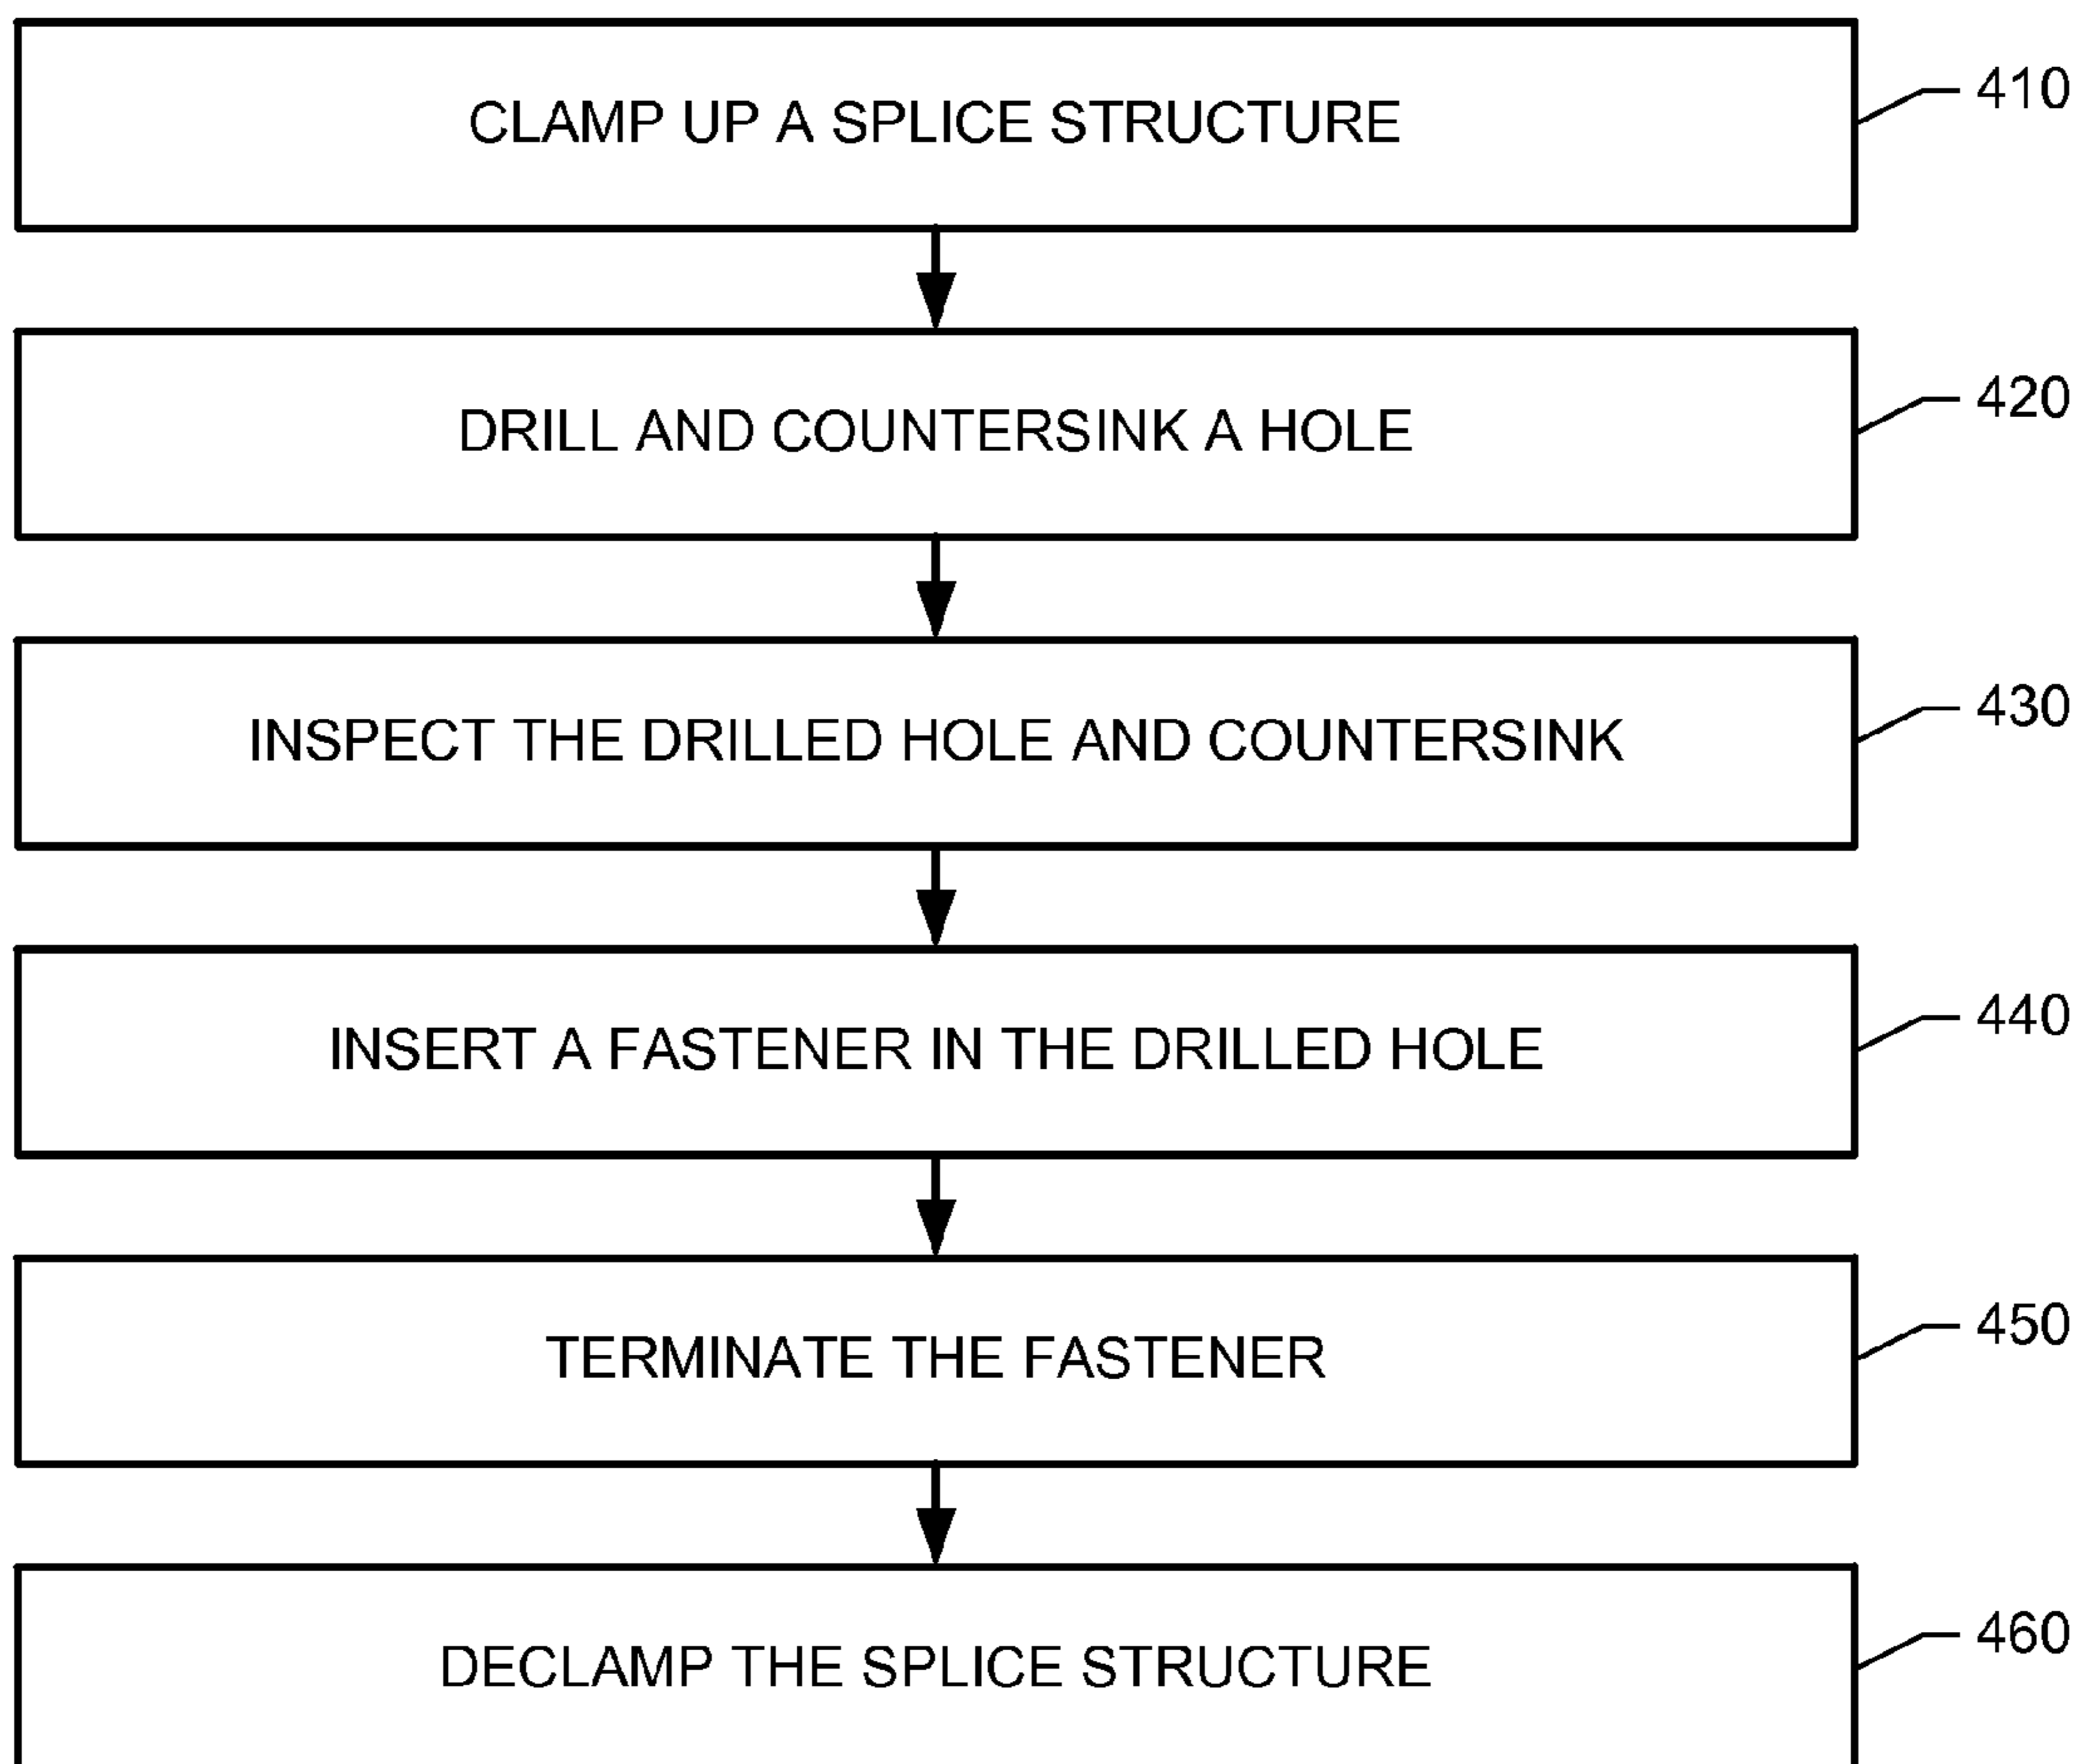 CLAMP UP A SPLICE STRUCTURE
410
DRILL AND COUNTERSINK A HOLE
420
INSPECT THE DRILLED HOLE AND COUNTERSINK
430
INSERT A FASTENER IN THE DRILLED HOLE
440
TERMINATE THE FASTENER
450
DECLAMP THE SPLICE STRUCTURE
460